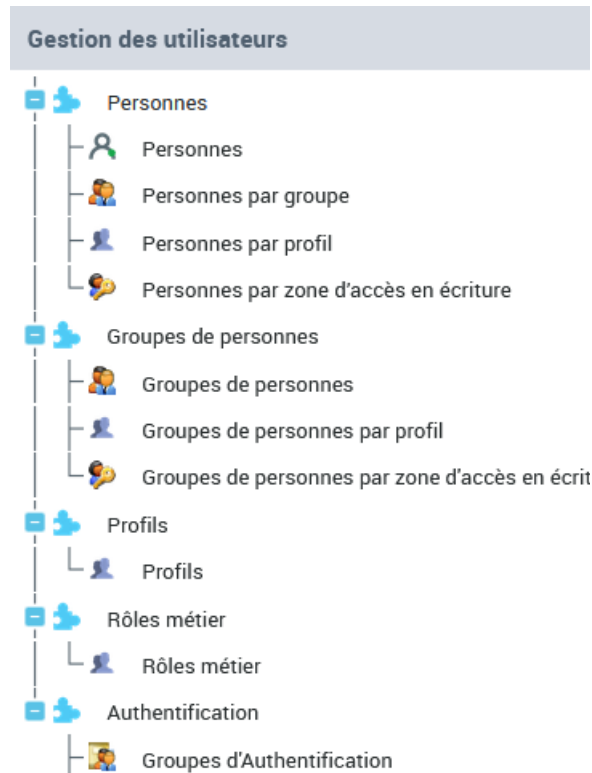 Gestion des utilisateurs
Personnes
Personnes
Personnes par groupe
Personnes par profil
Personnes par zone d'accès en écriture
Groupes de personnes
Groupes de personnes
Groupes de personnes par profil
Groupes de personnes par zone d'accès en écrit
Profils
Profils
Rôles métier
Rôles métier
Authentification
Groupes d'Authentification